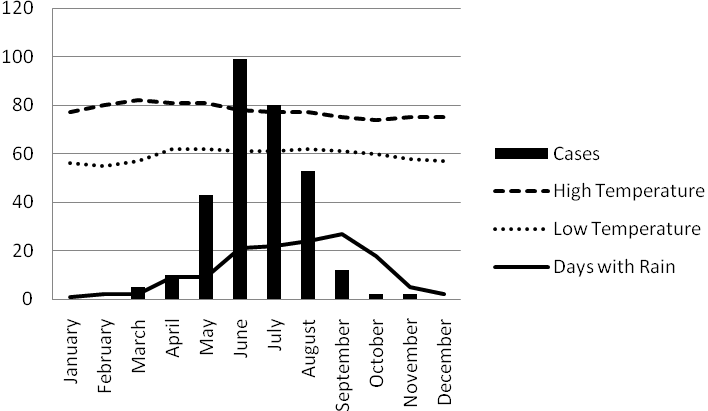 120
100
80
60
40
20
0
January
February
March
April
May
June
July
August
September
October
November
December
Cases
High Temperature
Low Temperature
Days with Rain